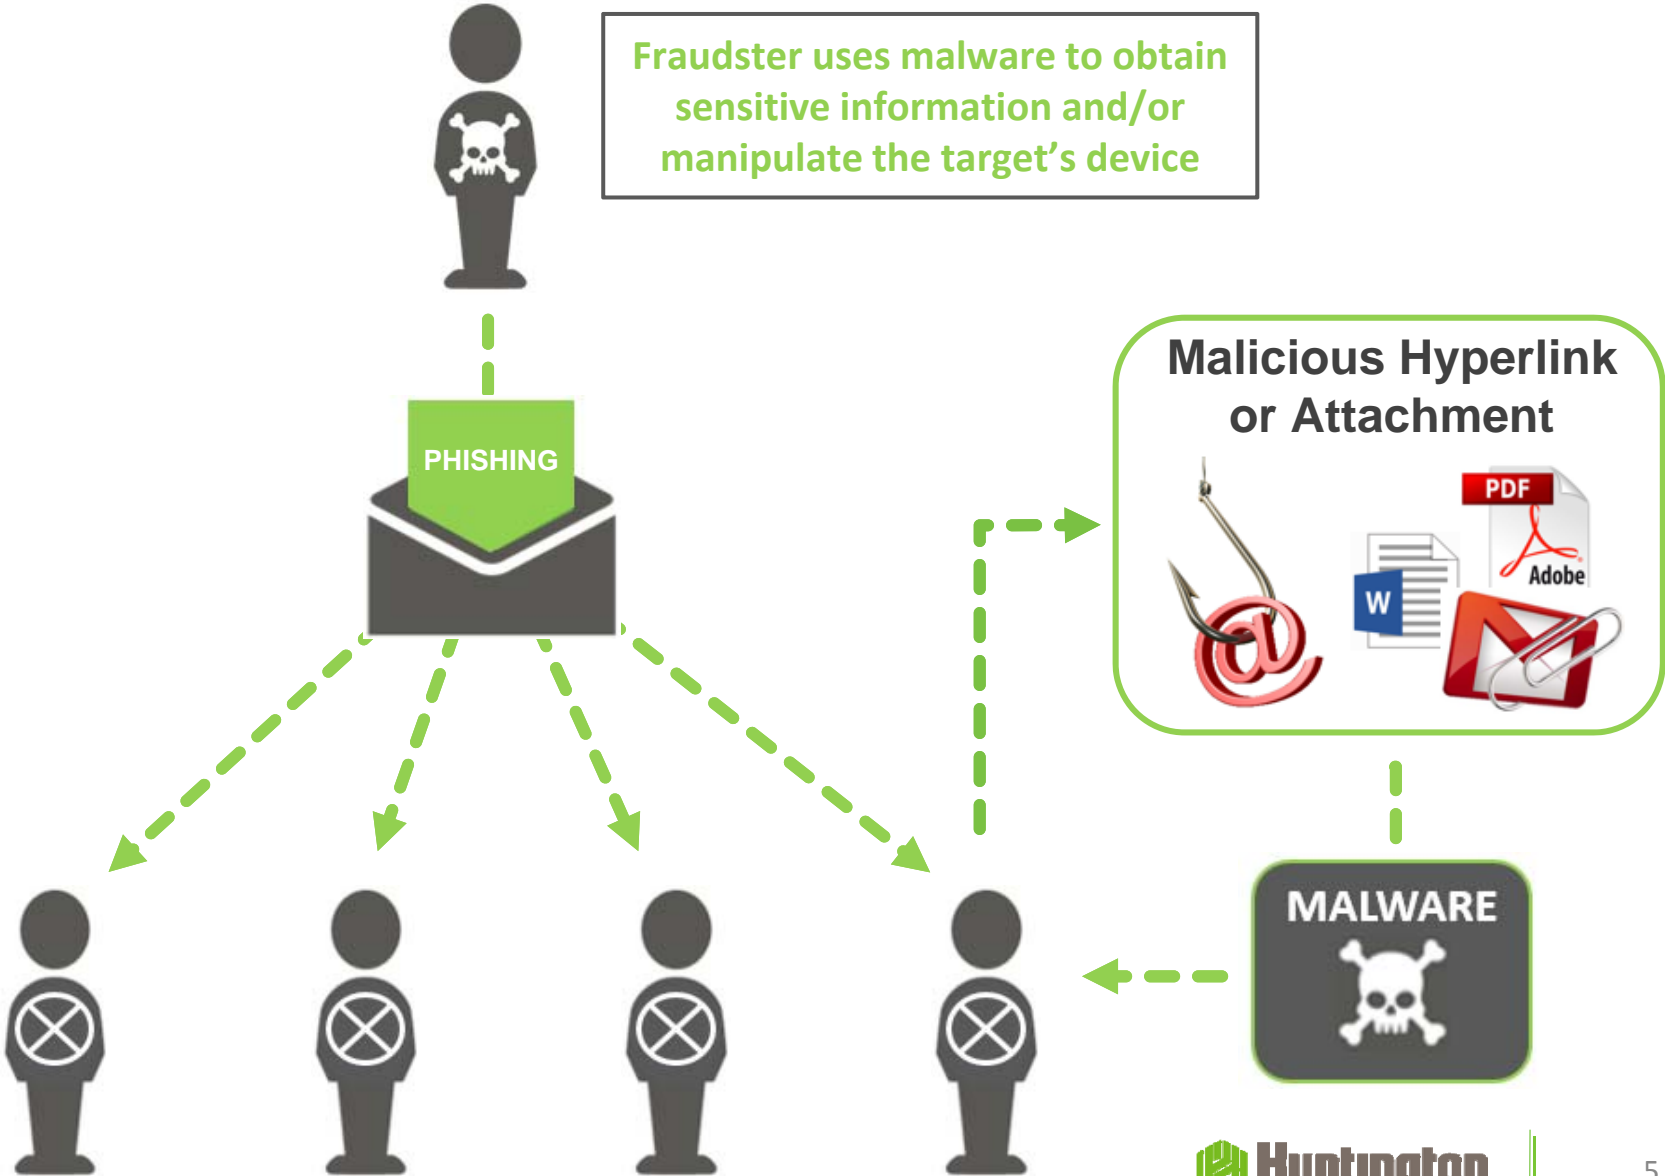 Fraudster uses malware to obtain
sensitive information and/or
manipulate the target's device
PHISHING
Malicious Hyperlink
or Attachment
PDF
Adobe
W
@
MALWARE
Huntington
5